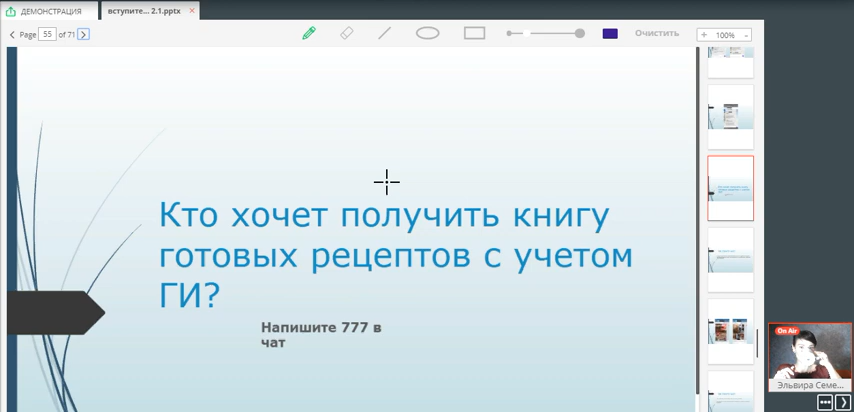 ДЕМОНСТРАЦИЯ
вступите... 2.1.pptx
Page 55 of 71
Очистить
100%
Кто хочет получить книгу
готовых рецептов с учетом
ГИ?
Напишите 777 в
чат
On Air
Эльвира Семе...